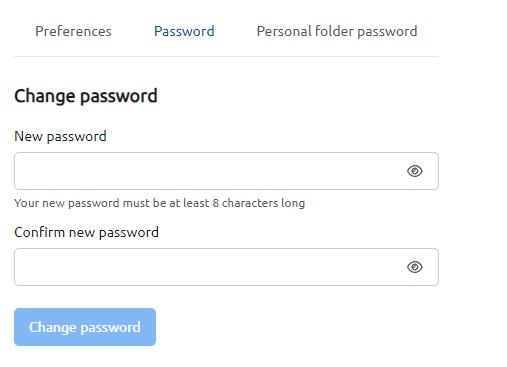 Preferences Password Personal folder password
Change password
New password
Your new password must be at least 8 characters long
Confirm new password
Change password